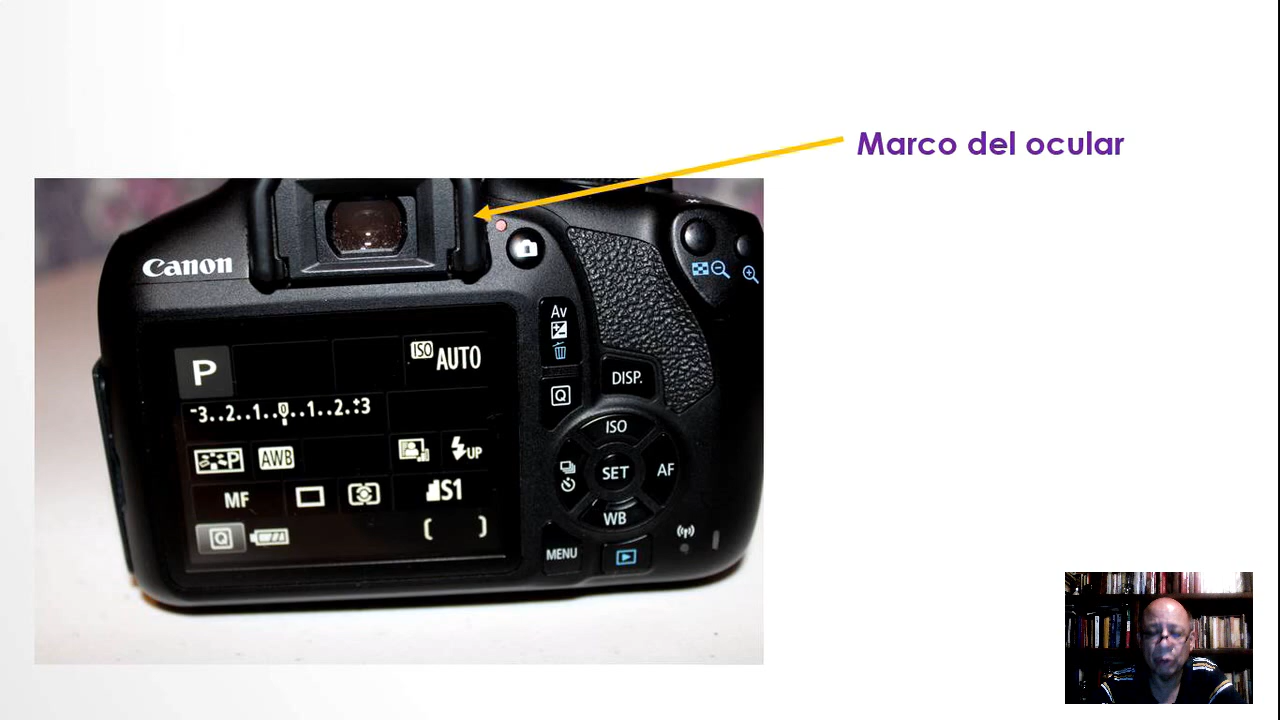 Marco del ocular
Canon
Av
P
ISO AUTO
DISP.
Q
-3..2..1..0..1..2.:+3
ISO
P AWB
UP
SET
AF
MF
S1
WB
Q
( )
MENU